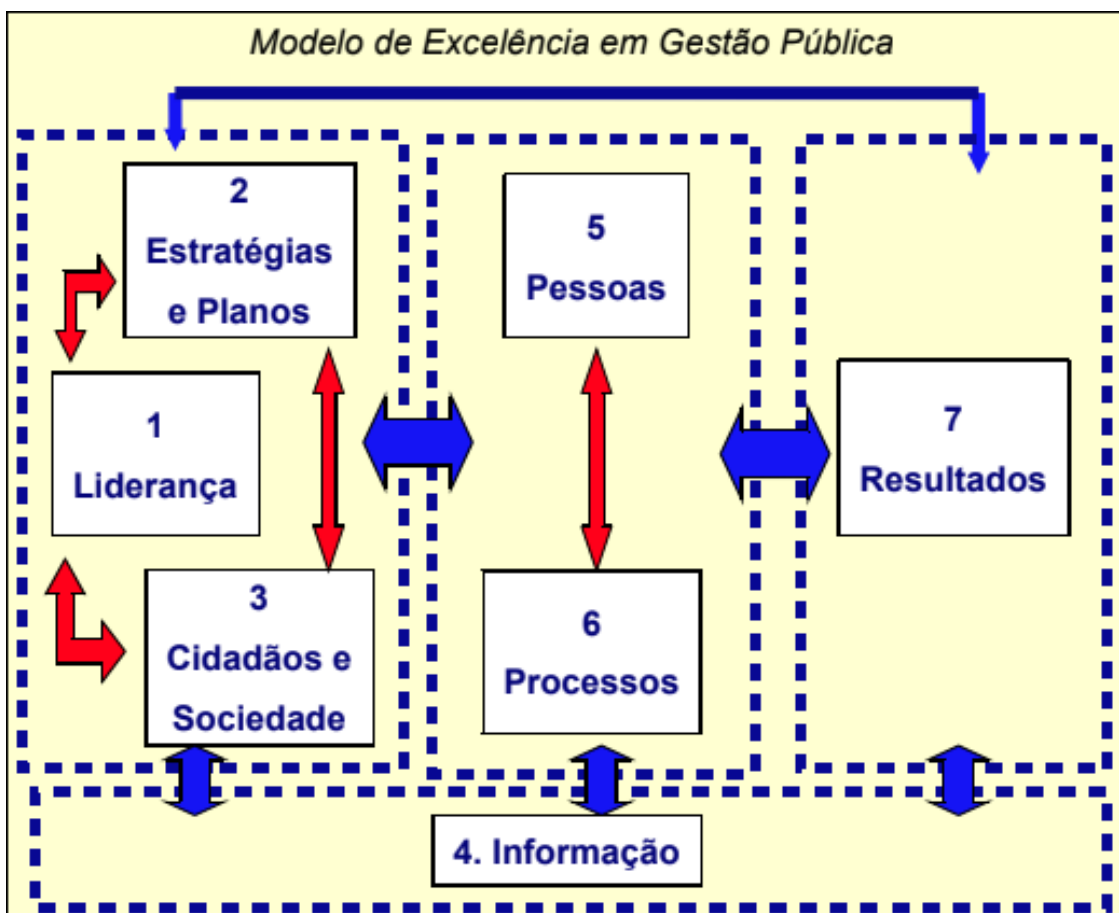 Modelo de Excelência em Gestão Pública
2
Estratégias
e Planos
1
Liderança
3
Cidadãos e
Sociedade
5
Pessoas
6
Processos
7
Resultados
4. Informação